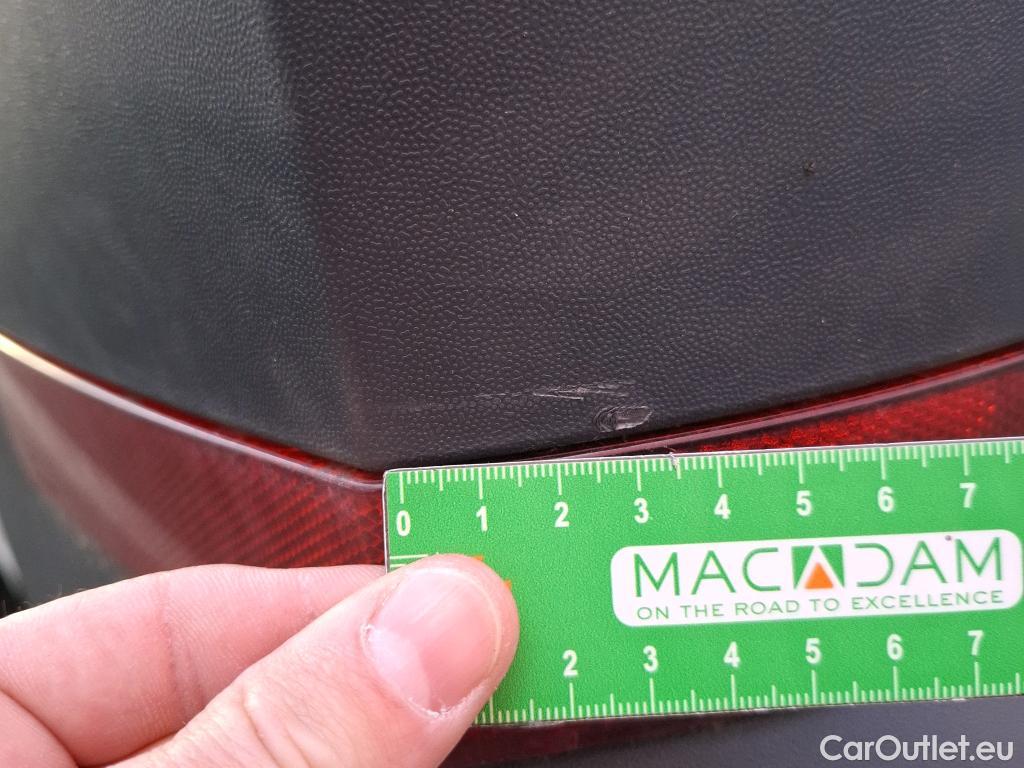 0 1 2 3 4 5 6 7
MACADAM
ON THE ROAD TO EXCELLENCE
2 3 4 5 6 7
CarOutlet.eu